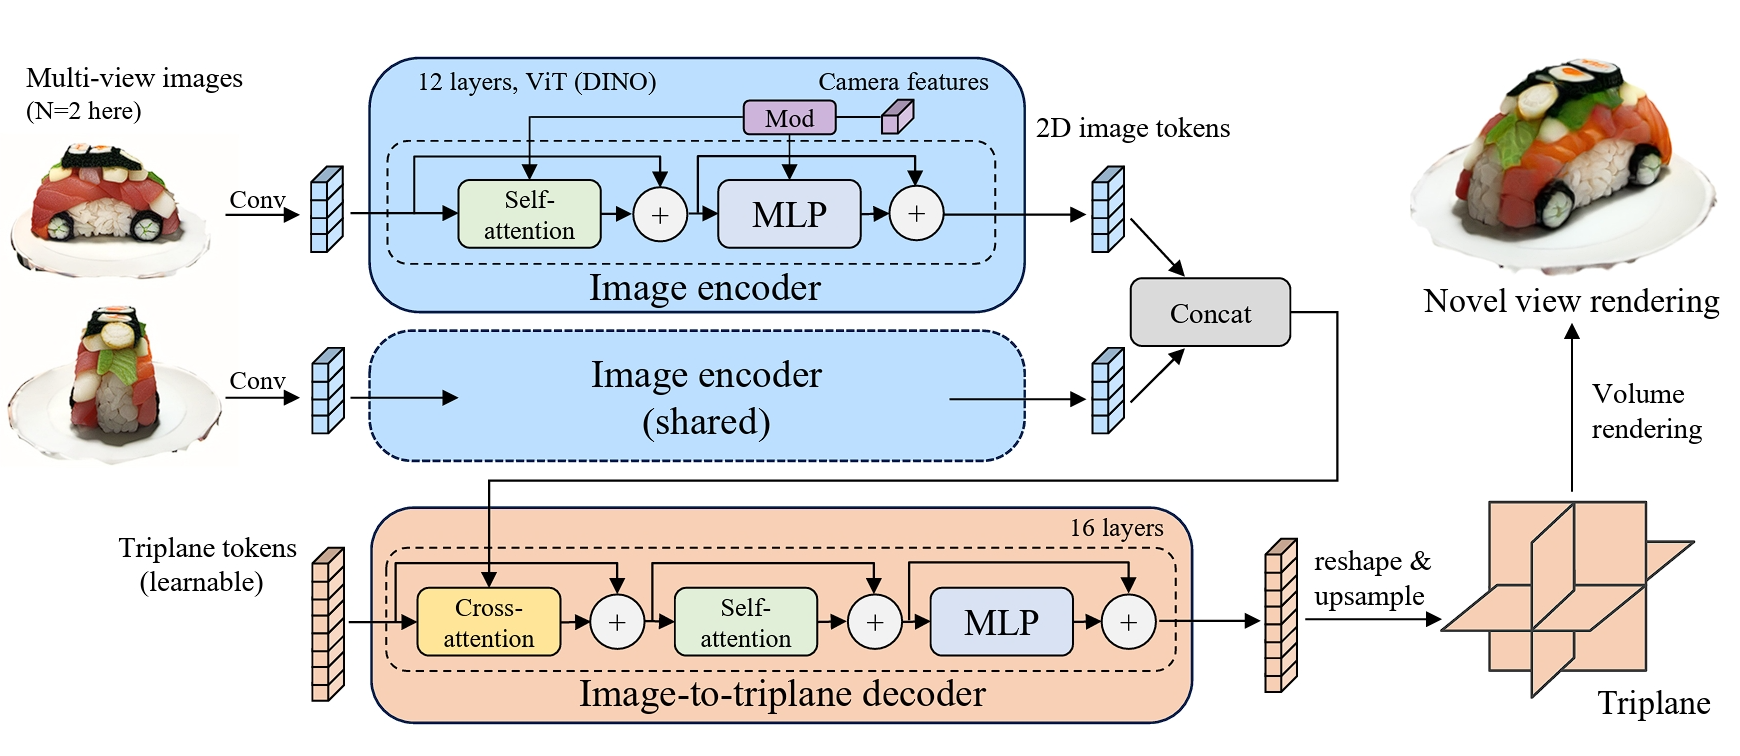 Multi-view images
(N=2 here)
Conv
12 layers, ViT (DINO)
Camera features
Mod
Self-
attention
+
MLP
+
Image encoder
2D image tokens
Conv
Image encoder
(shared)
Concat
Novel view rendering
Volume
rendering
Triplane tokens
(learnable)
16 layers
Cross-
attention
+
Self-
attention
+
MLP
+
Image-to-triplane decoder
reshape &
upsample
Triplane